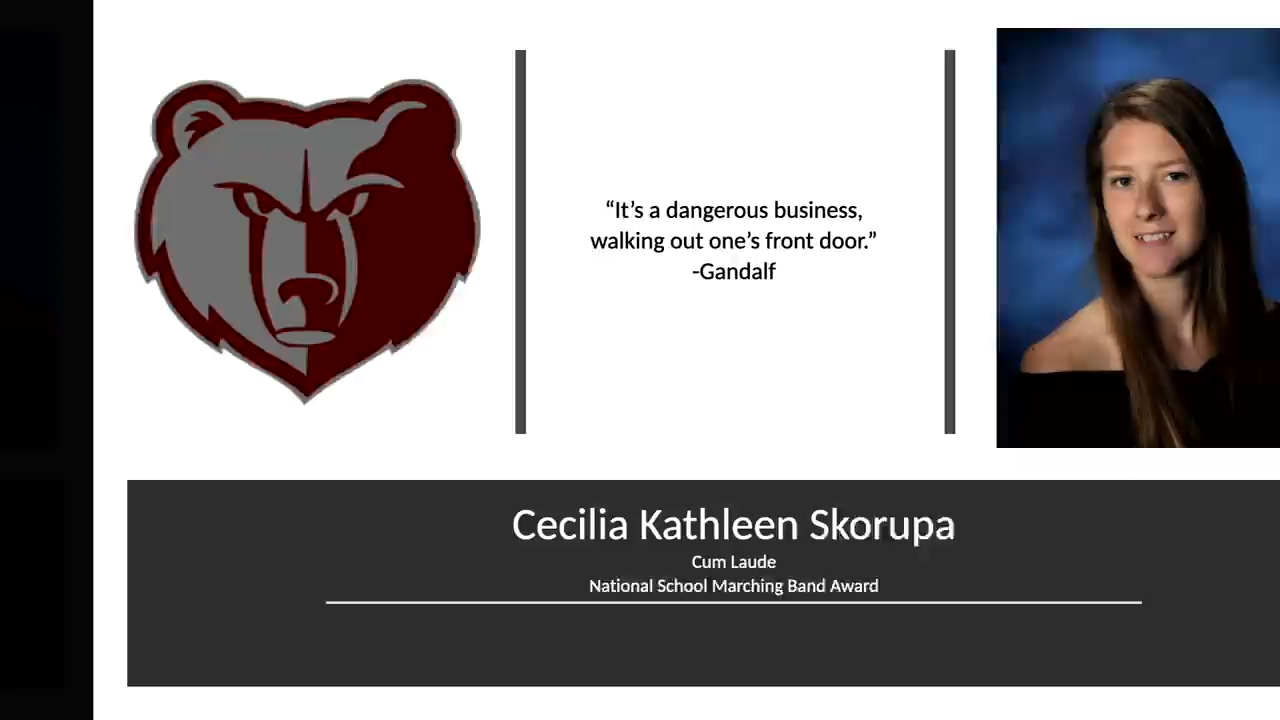 “It’s a dangerous business,
walking out one’s front door.”
-Gandalf
Cecilia Kathleen Skorupa
Cum Laude
National School Marching Band Award